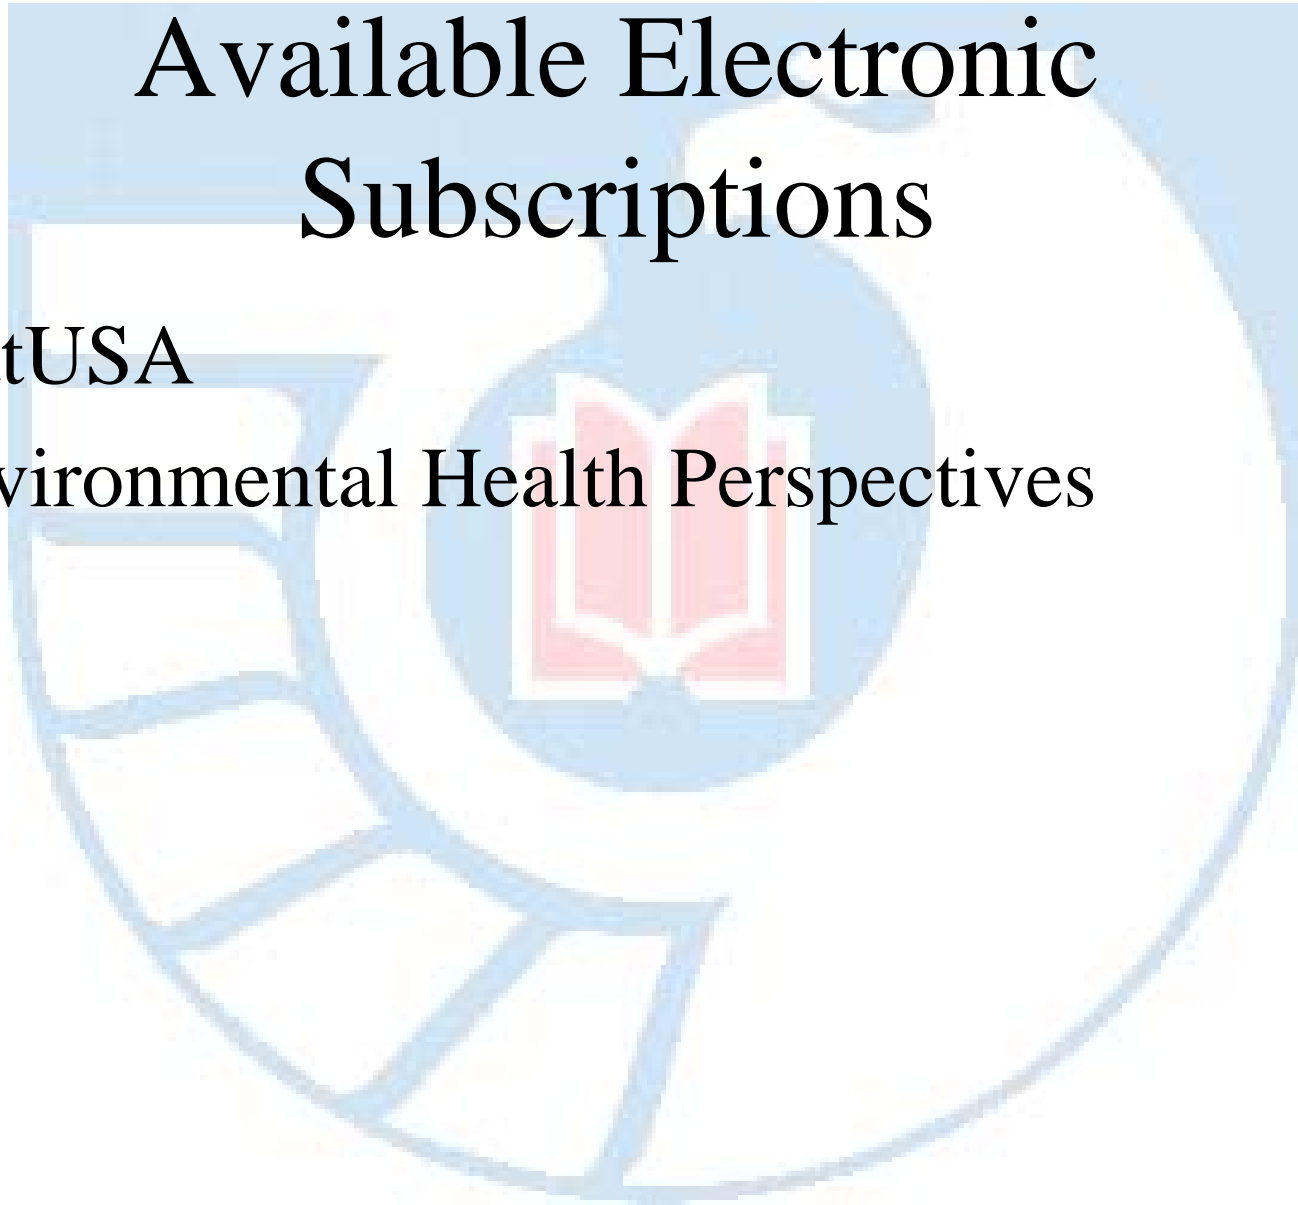 Available Electronic
Subscriptions
tUSA
vironmental Health Perspectives